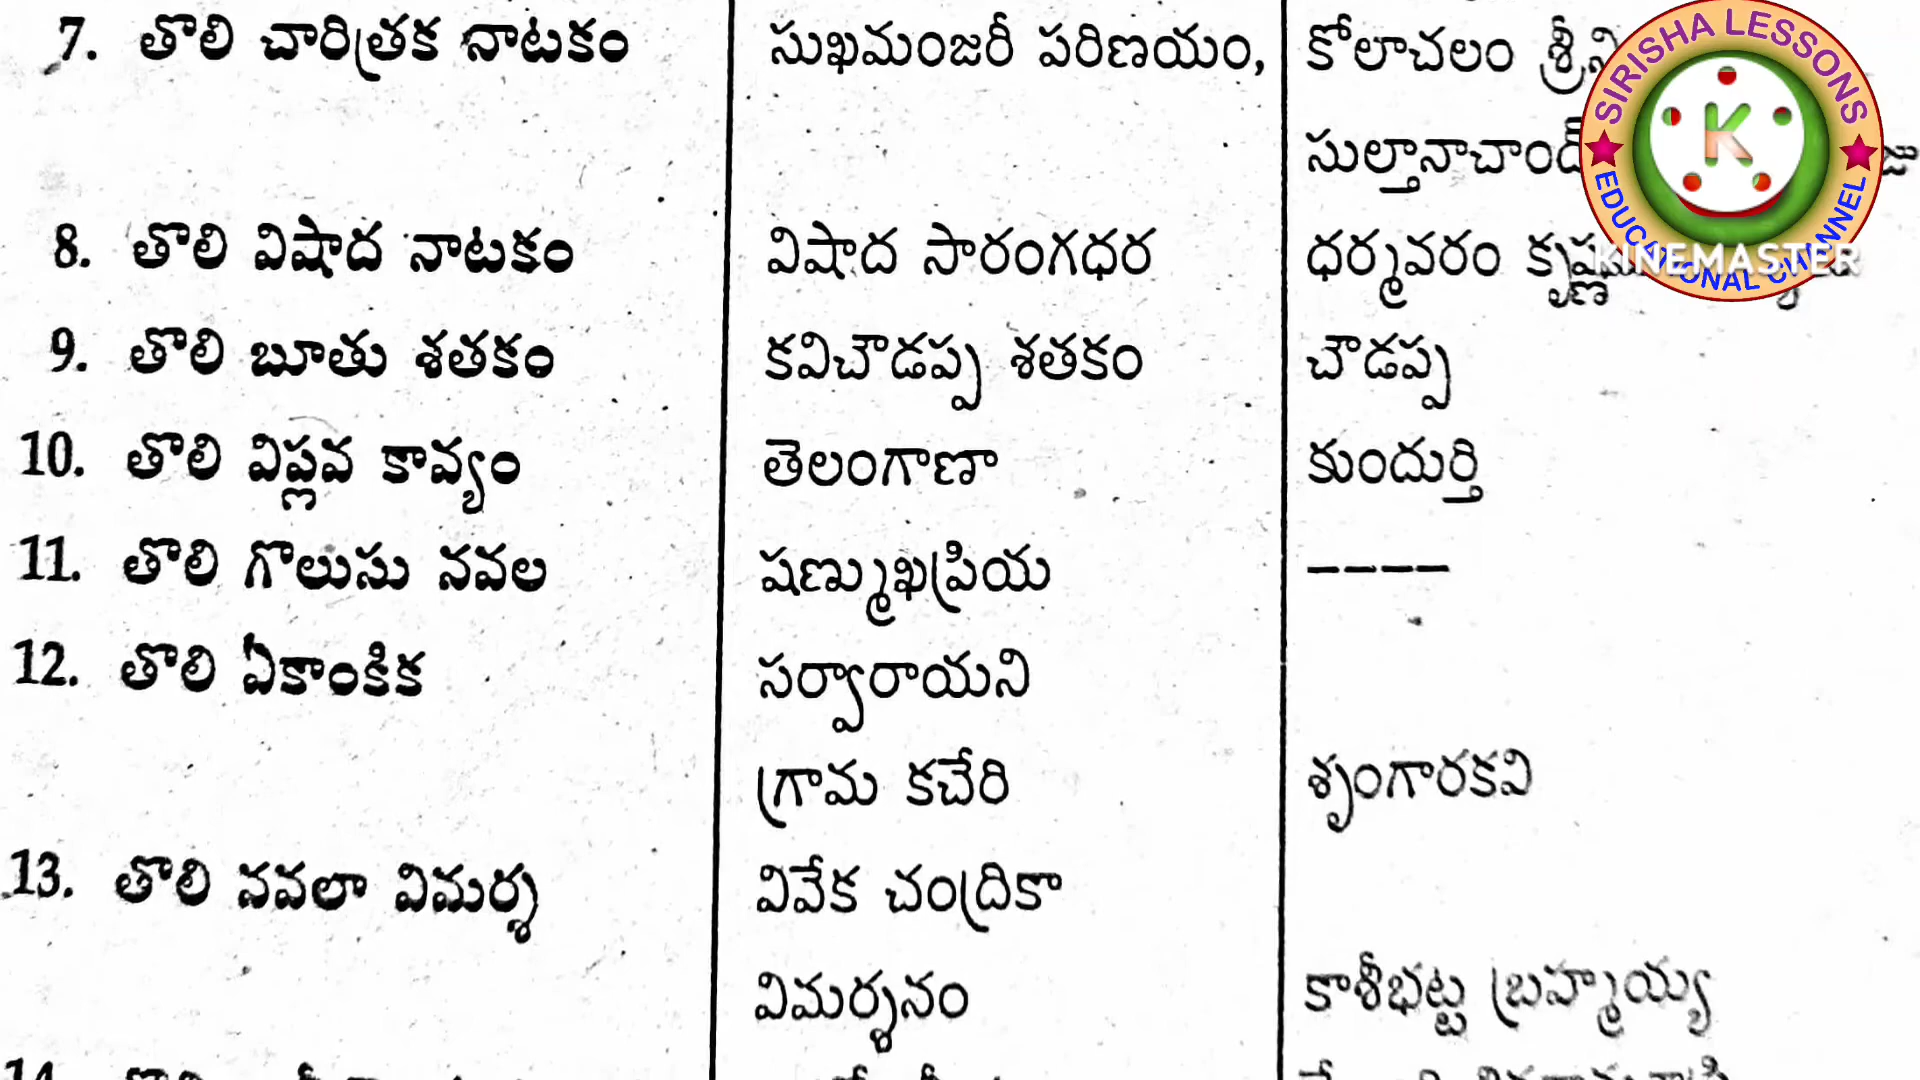 7. తొలి చారిత్రక నాటకం సుఖమంజరీ పరిణయం, కోలాచలం
8. తొలి విషాద నాటకం విషాద సారంగధర ధర్మవరం
9. తొలి బూతు శతకం కవిచౌడప్ప శతకం చౌడప్ప
10. తొలి విప్లవ కావ్యం తెలంగాణా కుందుర్తి
11. తొలి గొలుసు నవల షణ్ముఖప్రియ ----
12. తొలి ఏకాంకిక సర్వారాయని
గ్రామ కచేరి శృంగారకవి
13. తొలి నవలా విమర్శ వివేక చంద్రికా
విమర్శనం కాశీభట్ట బ్రహ్మయ్య
SIRISHA LESSONS
K
EDUCATIONAL CHANNEL
KINEMASTER